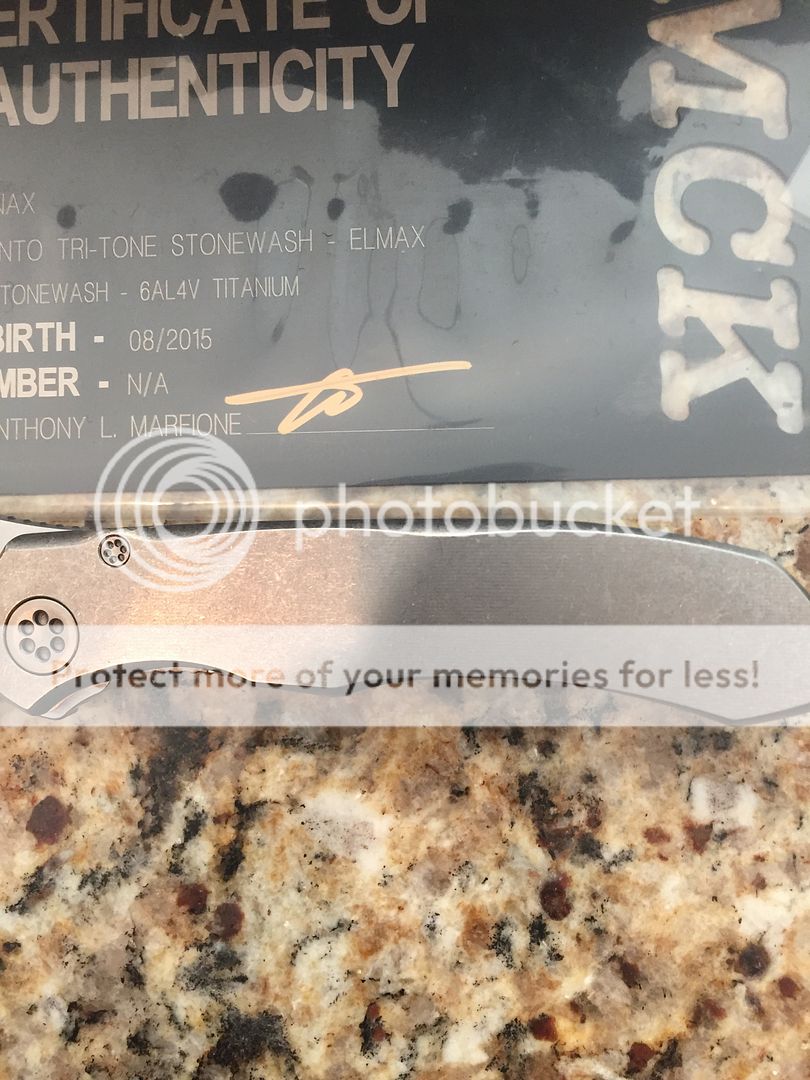 ERTIFICATE OF
AUTHENTICITY
NAX
NTO TRI-TONE STONEWASH - ELMAX
TONEWASH - 6AL4V TITANIUM
BIRTH - 08/2015
MBER - N/A
NTHONY L. MARFIONE
MCK
photobucket
Protect more of your memories for less!